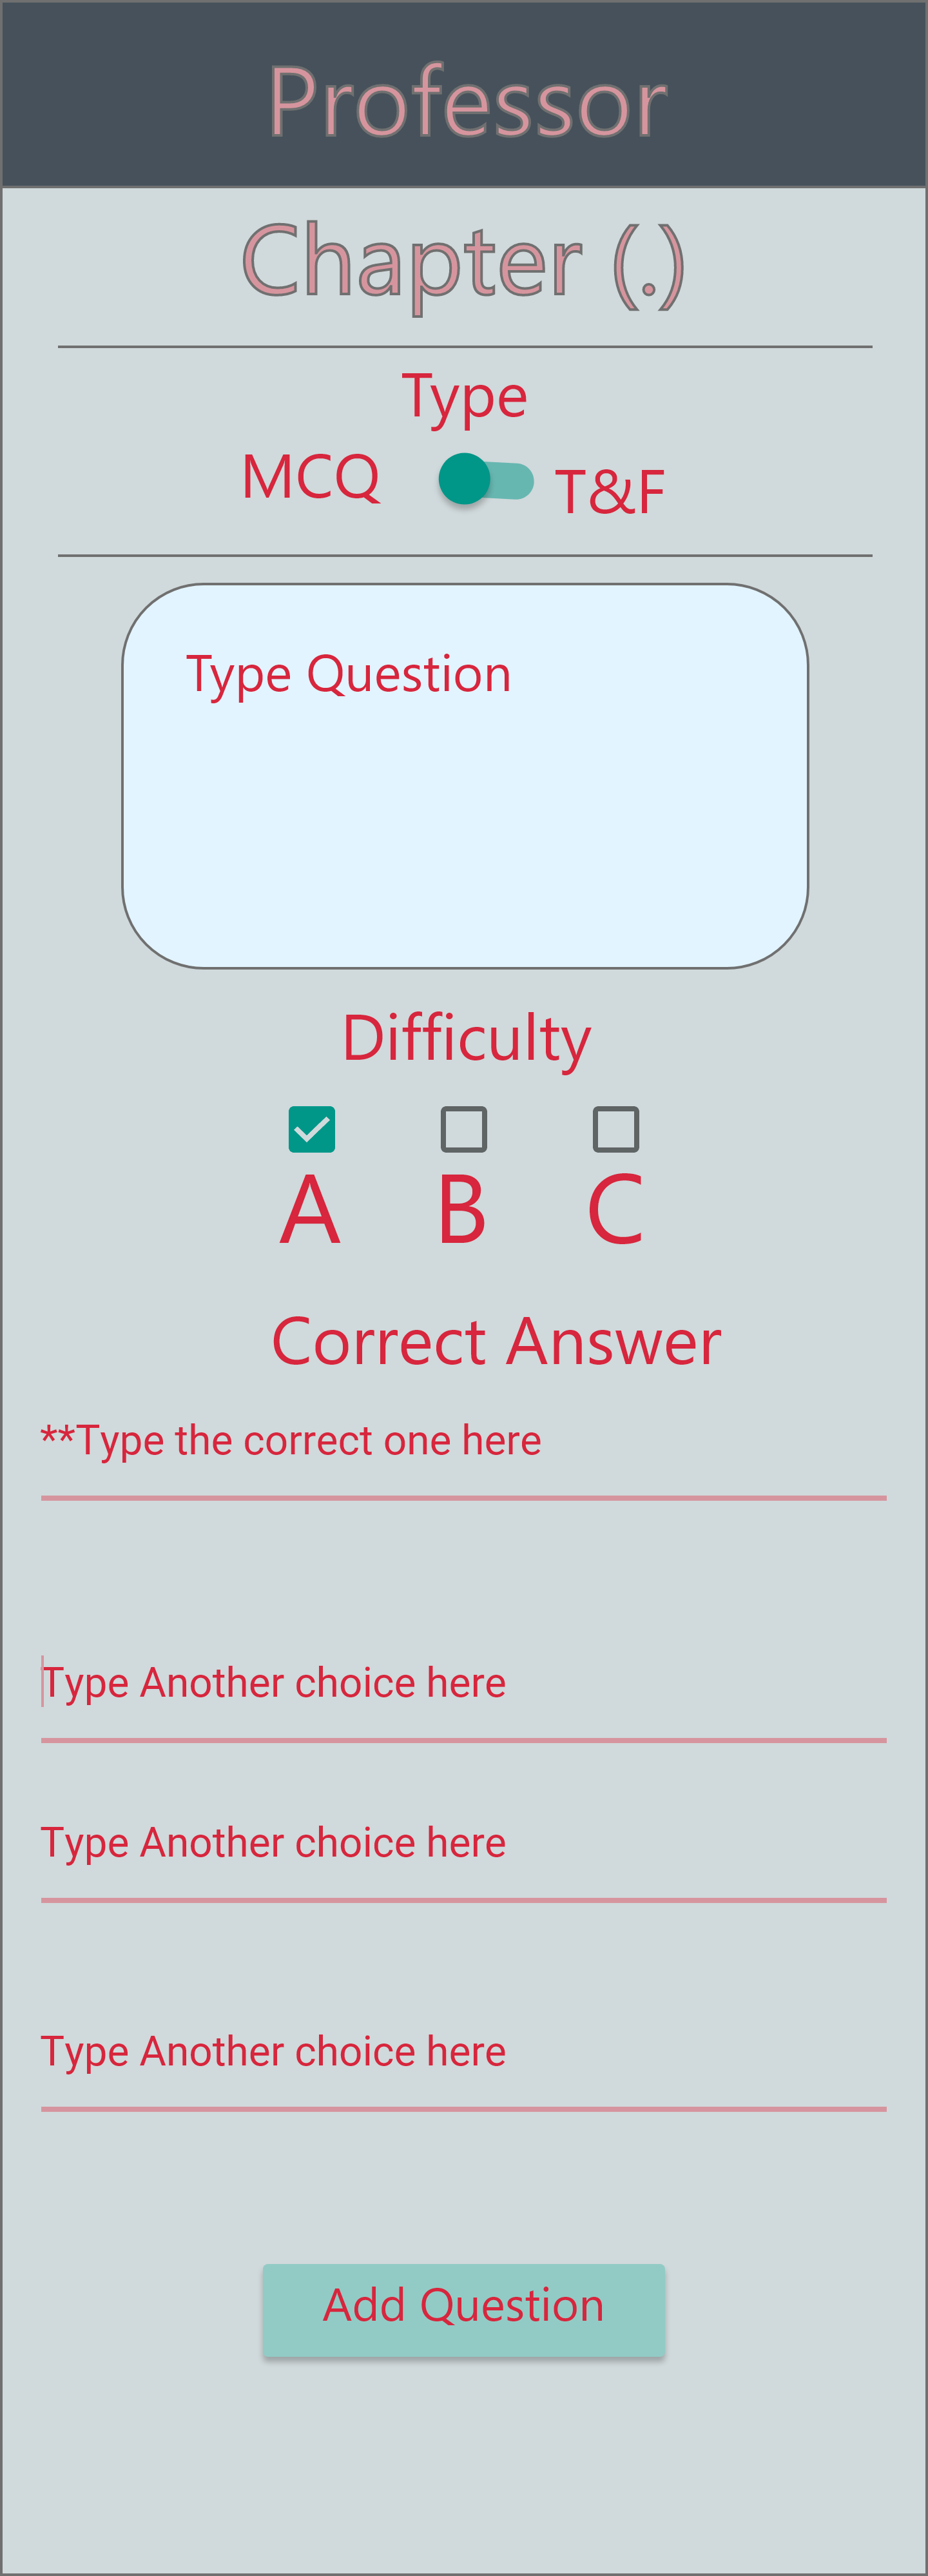 Professor
Chapter (.)
Type
MCQ T&F
Type Question
Difficulty
A B C
Correct Answer
**Type the correct one here
Type Another choice here
Type Another choice here
Type Another choice here
Add Question